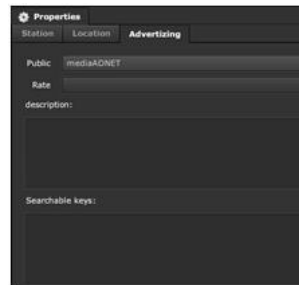 Properties
Station Location Advertizing
Public mediaADNET
Rate
description:
Searchable keys: